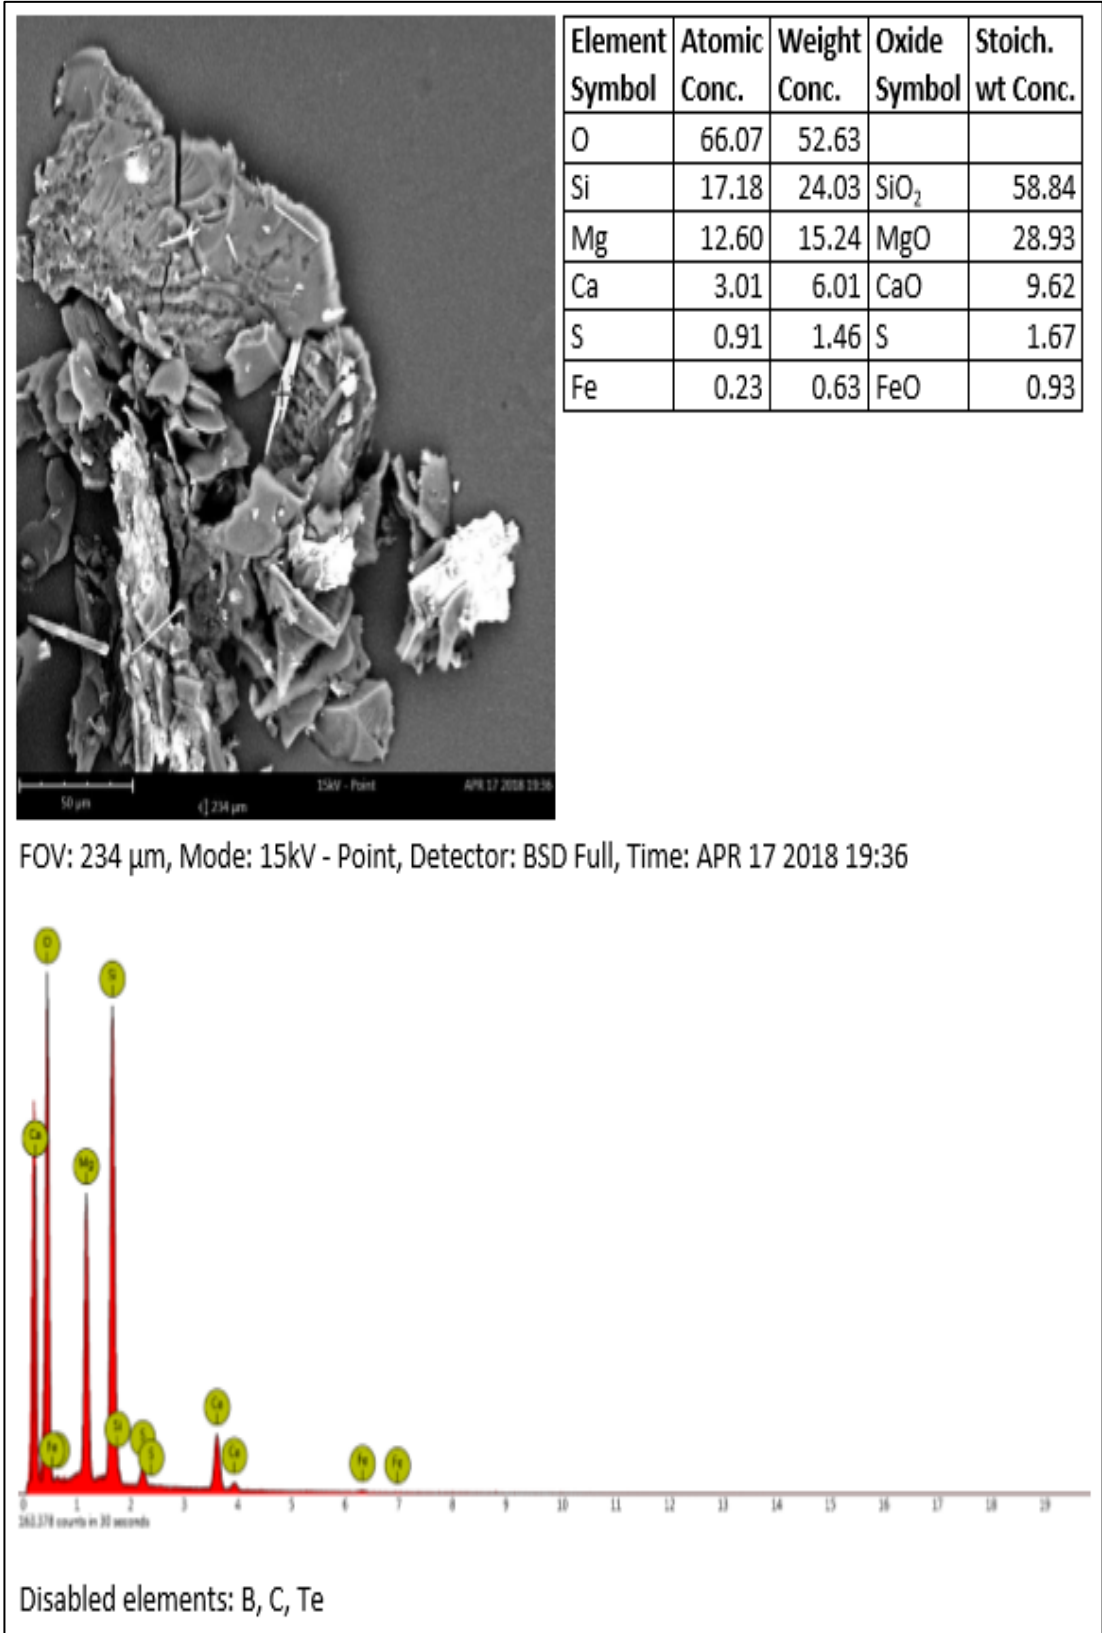 Element Symbol Atomic Conc. Weight Conc. Oxide Symbol Stoich. wt Conc.
O 66.07 52.63
Si 17.18 24.03 SiO₂ 58.84
Mg 12.60 15.24 MgO 28.93
Ca 3.01 6.01 CaO 9.62
S 0.91 1.46 S 1.67
Fe 0.23 0.63 FeO 0.93
50 µm 234 µm 15kV - Point APR 17 2018 19:36
FOV: 234 µm, Mode: 15kV - Point, Detector: BSD Full, Time: APR 17 2018 19:36
O
Si
Ca
Mg
Ca
Si S
Fe S Ca Fe Fe
0 1 2 3 4 5 6 7 8 9 10 11 12 13 14 15 16 17 18 19
163.378 counts in 30 seconds
Disabled elements: B, C, Te